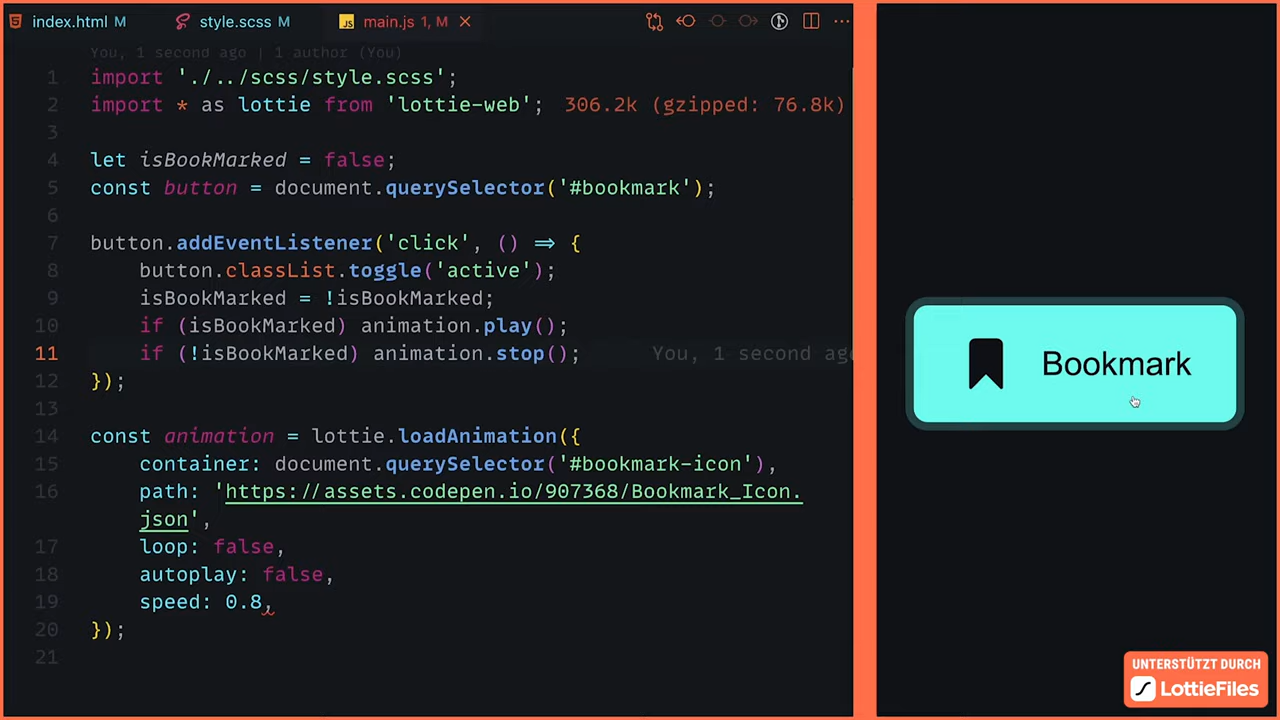 index.html M
style.scss M
JS main.js 1, M
You, 1 second ago | 1 author (You)
1 import './../scss/style.scss';
2 import * as lottie from 'lottie-web'; 306.2k (gzipped: 76.8k)
3
4 let isBookMarked = false;
5 const button = document.querySelector('#bookmark');
6
7 button.addEventListener('click', () ⇒ {
8 button.classList.toggle('active');
9 isBookMarked = !isBookMarked;
10 if (isBookMarked) animation.play();
11 if (!isBookMarked) animation.stop(); You, 1 second ago
12 });
13
14 const animation = lottie.loadAnimation({
15 container: document.querySelector('#bookmark-icon'),
16 path: 'https://assets.codepen.io/907368/Bookmark_Icon.
json',
17 loop: false,
18 autoplay: false,
19 speed: 0.8,
20 });
21
Bookmark
UNTERSTÜTZT DURCH
LottieFiles